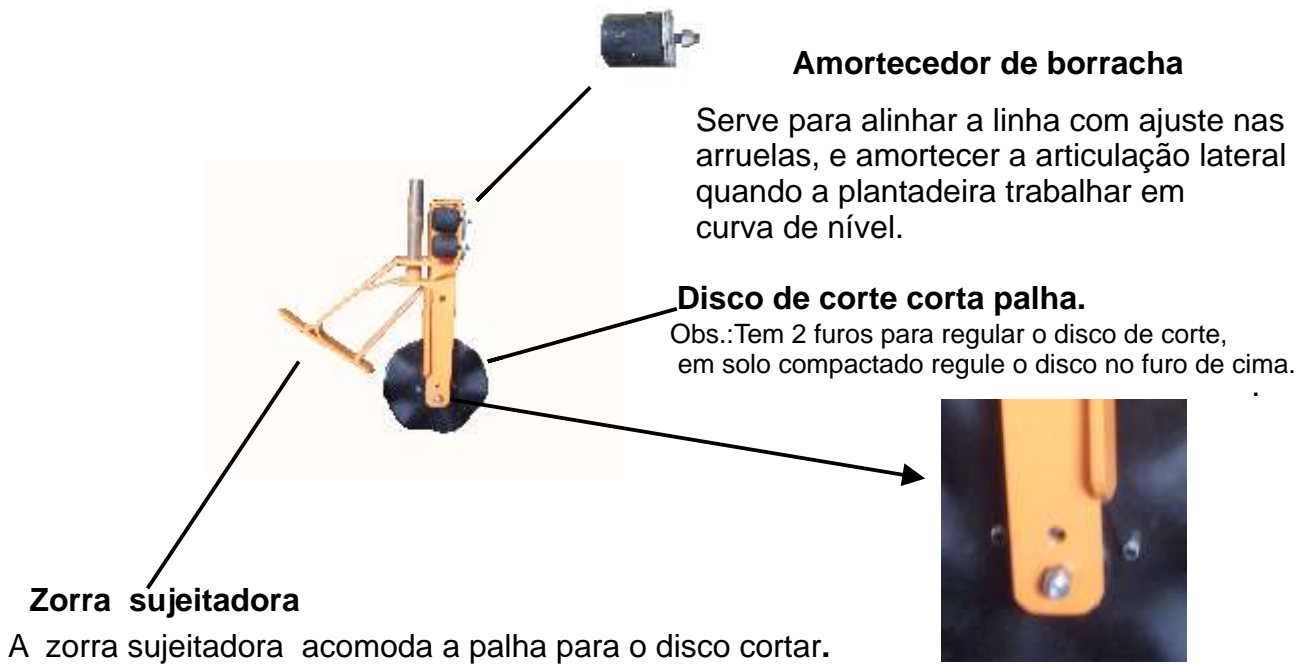 Amortecedor de borracha
Serve para alinhar a linha com ajuste nas
arruelas, e amortecer a articulação lateral
quando a plantadeira trabalhar em
curva de nível.
Disco de corte corta palha.
Obs.:Tem 2 furos para regular o disco de corte,
em solo compactado regule o disco no furo de cima.
.
Zorra sujeitadora
A zorra sujeitadora acomoda a palha para o disco cortar.